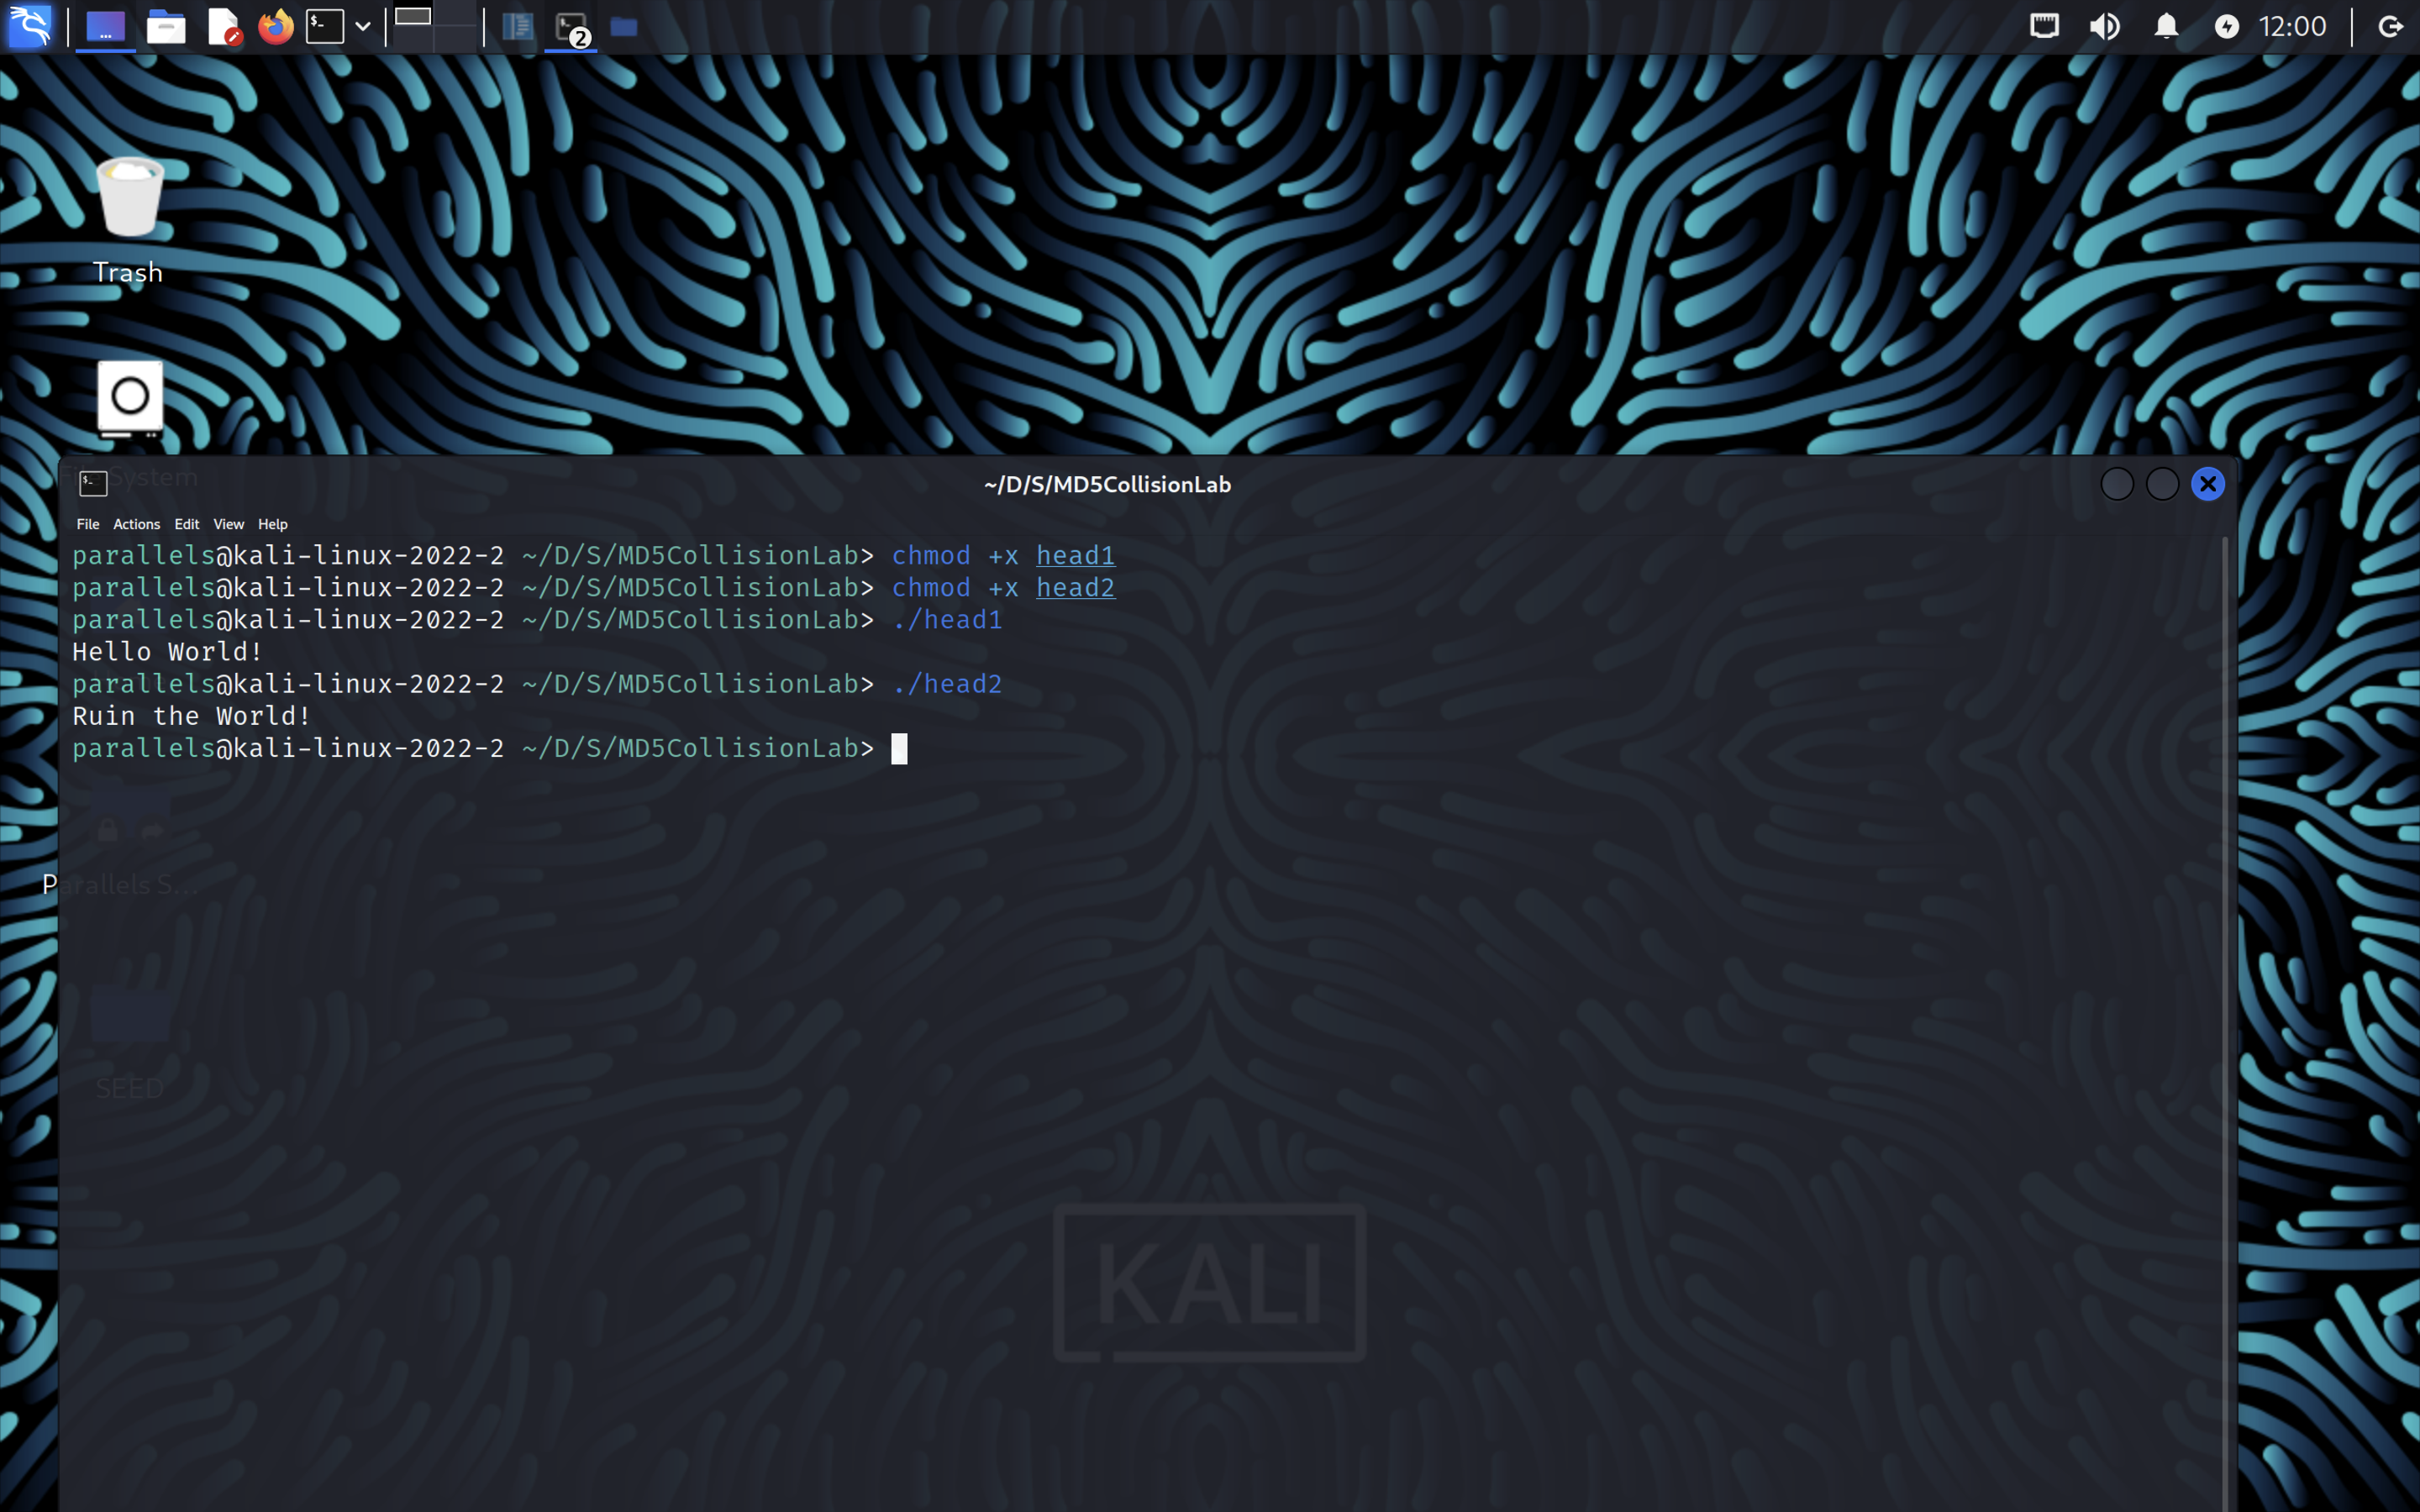 2
12:00
Trash
File System
~/D/S/MD5CollisionLab
File Actions Edit View Help
parallels@kali-linux-2022-2 ~/D/S/MD5CollisionLab> chmod +x head1
parallels@kali-linux-2022-2 ~/D/S/MD5CollisionLab> chmod +x head2
parallels@kali-linux-2022-2 ~/D/S/MD5CollisionLab> ./head1
Hello World!
parallels@kali-linux-2022-2 ~/D/S/MD5CollisionLab> ./head2
Ruin the World!
parallels@kali-linux-2022-2 ~/D/S/MD5CollisionLab>
Parallels S...
SEED
KALI